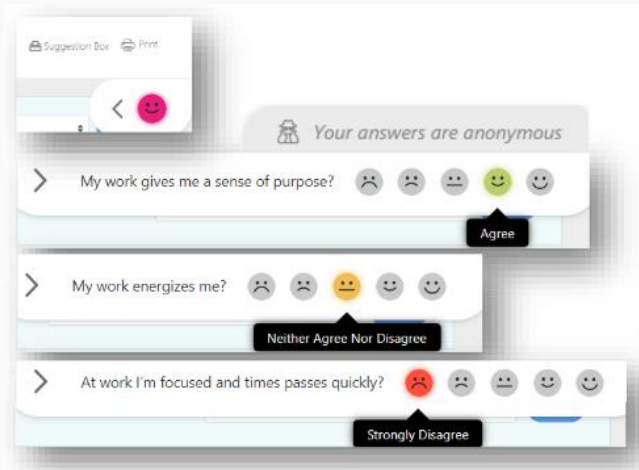 Suggestion Box Print
Your answers are anonymous
My work gives me a sense of purpose?
Agree
My work energizes me?
Neither Agree Nor Disagree
At work I'm focused and times passes quickly?
Strongly Disagree